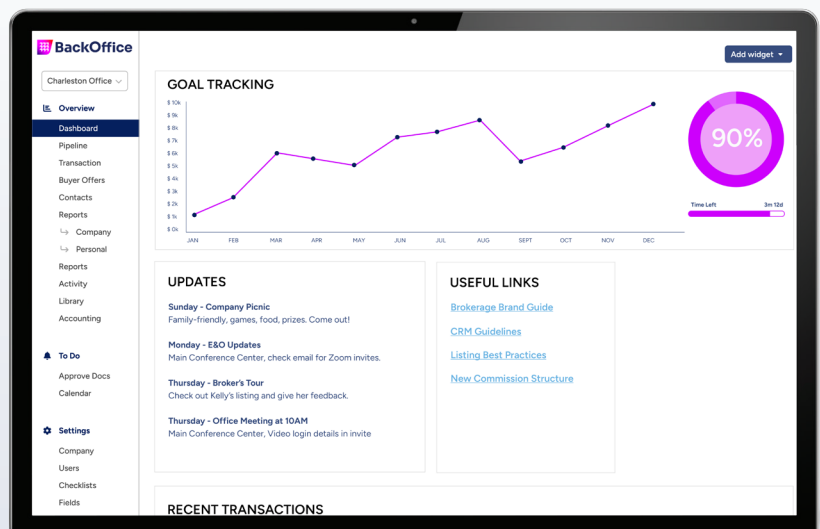 BackOffice
Charleston Office
Overview
Dashboard
Pipeline
Transaction
Buyer Offers
Contacts
Reports
Company
Personal
Reports
Activity
Library
Accounting
To Do
Approve Docs
Calendar
Settings
Company
Users
Checklists
Fields
Add widget
GOAL TRACKING
$ 10k
$ 9k
$ 8k
$ 7k
$ 6k
$ 5k
$ 4k
$ 3k
$ 2k
$ 1k
$ 0k
JAN FEB MAR APR MAY JUN JUL AUG SEPT OCT NOV DEC
90%
Time Left 3m 12d
UPDATES
Sunday - Company Picnic
Family-friendly, games, food, prizes. Come out!
Monday - E&O Updates
Main Conference Center, check email for Zoom invites.
Thursday - Broker's Tour
Check out Kelly's listing and give her feedback.
Thursday - Office Meeting at 10AM
Main Conference Center, Video login details in invite
USEFUL LINKS
Brokerage Brand Guide
CRM Guidelines
Listing Best Practices
New Commission Structure
RECENT TRANSACTIONS